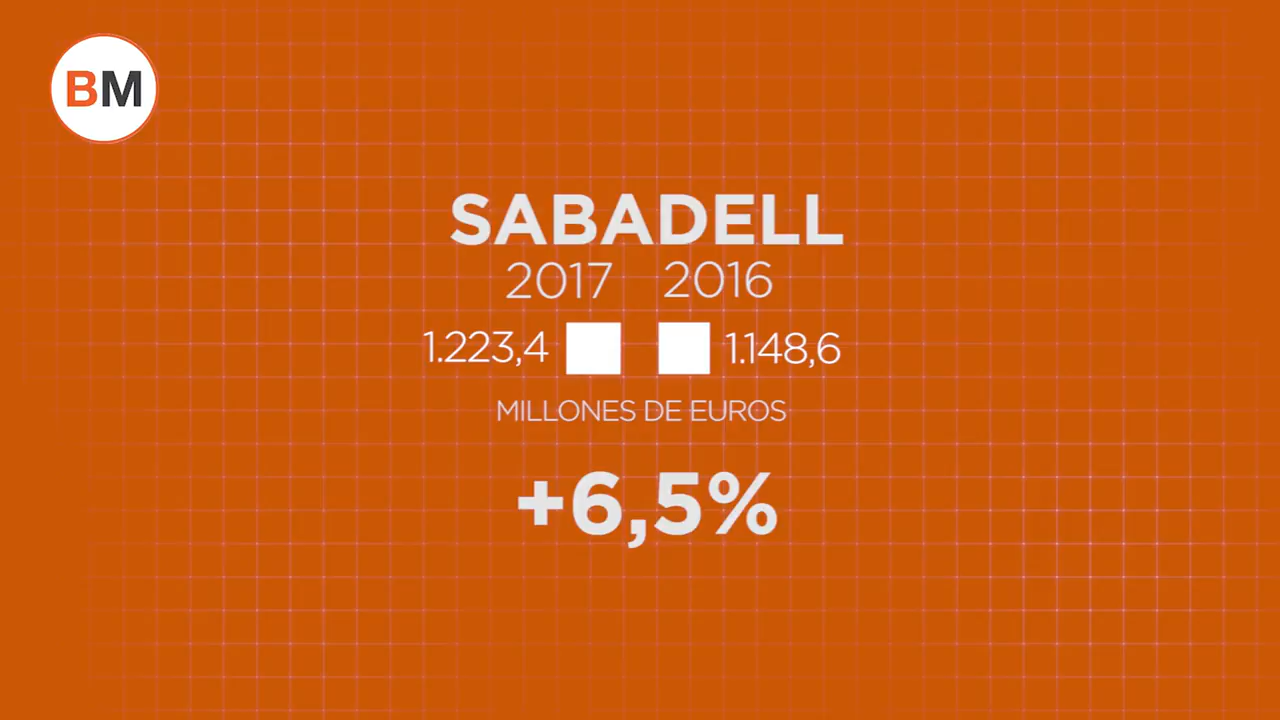 BM
SABADELL
2017 2016
1.223,4 1.148,6
MILLONES DE EUROS
+6,5%